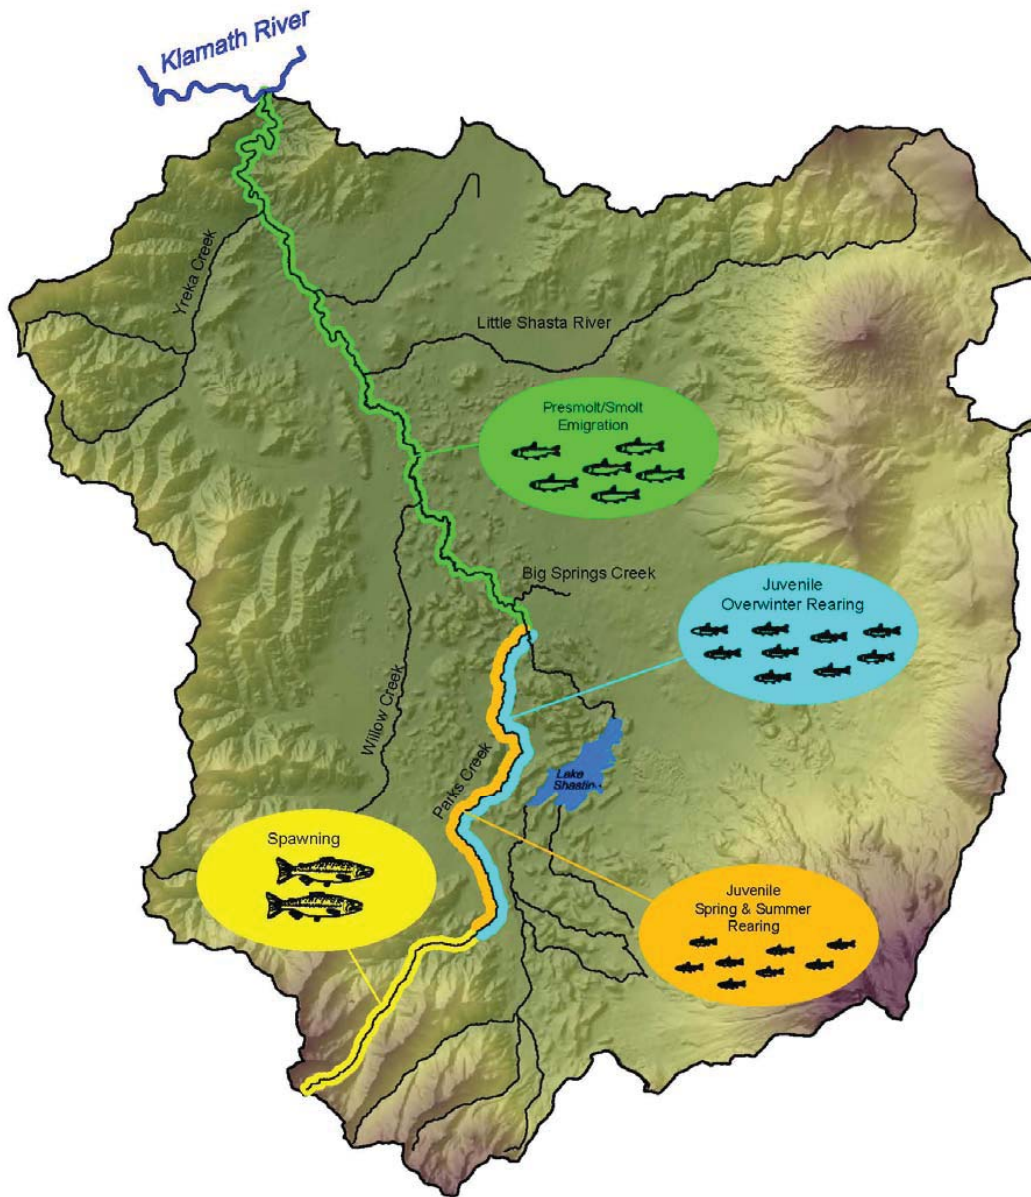 Klamath River
Yreka Creek
Little Shasta River
Presmolt/Smolt
Emigration
Big Springs Creek
Juvenile
Overwinter Rearing
Willow Creek
Parks Creek
Lake
Shastina
Spawning
Juvenile
Spring & Summer
Rearing